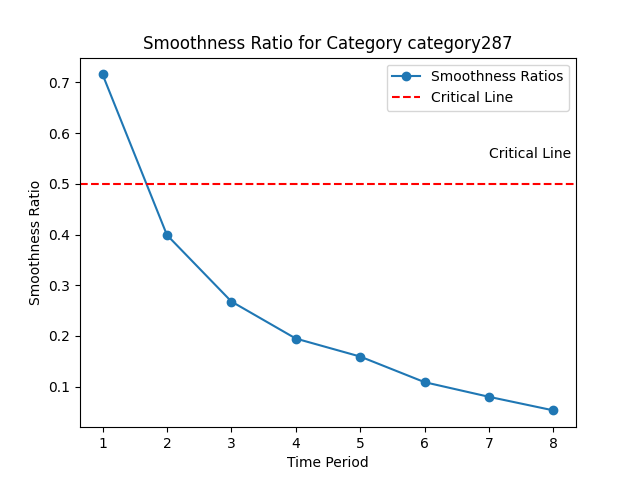 Smoothness Ratio for Category category287
Smoothness Ratios
Critical Line
Critical Line
0.7
0.6
0.5
0.4
0.3
0.2
0.1
Smoothness Ratio
1 2 3 4 5 6 7 8
Time Period